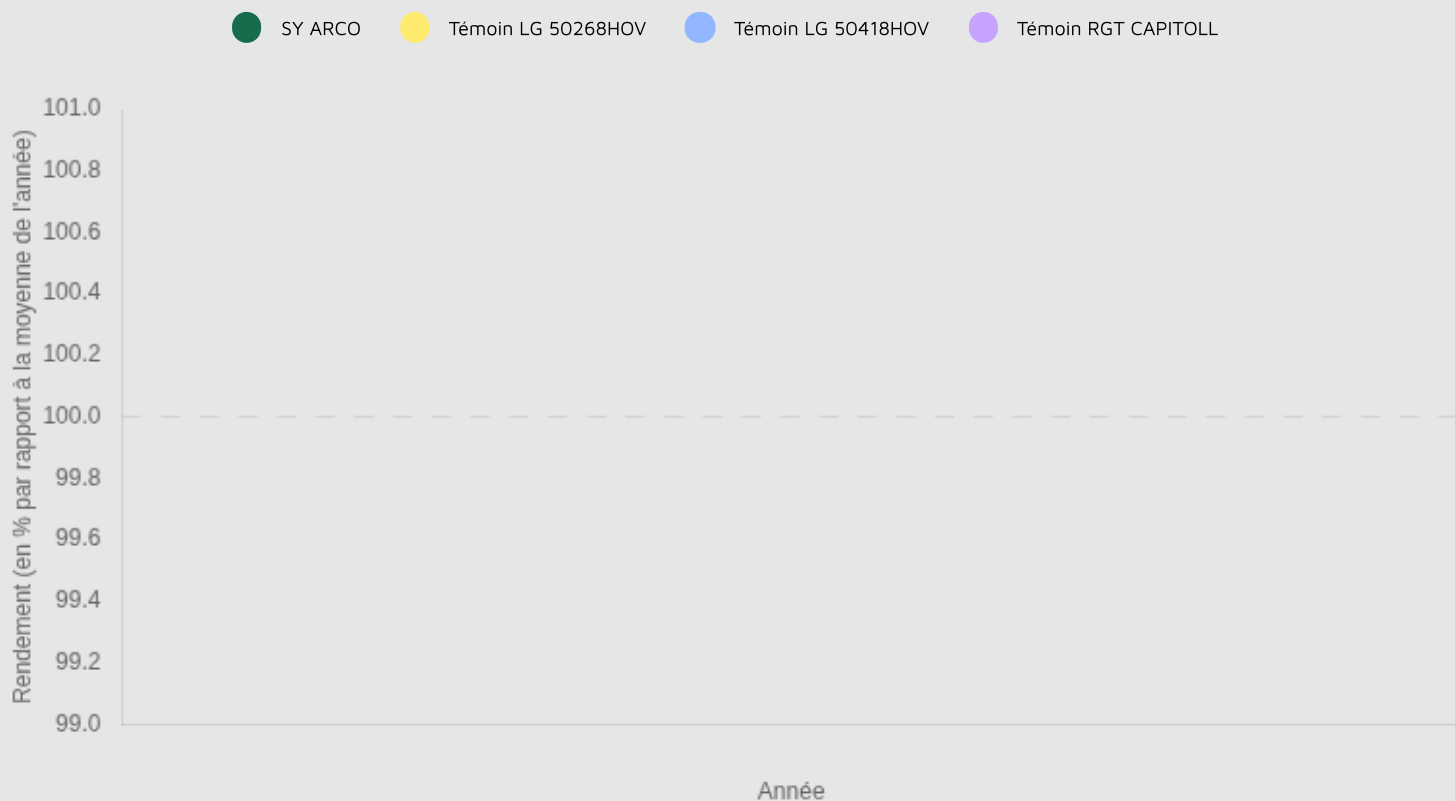 SY ARCO
Témoin LG 50268HOV
Témoin LG 50418HOV
Témoin RGT CAPITOLL
Rendement (en % par rapport à la moyenne de l'année)
101.0
100.8
100.6
100.4
100.2
100.0
99.8
99.6
99.4
99.2
99.0
Année